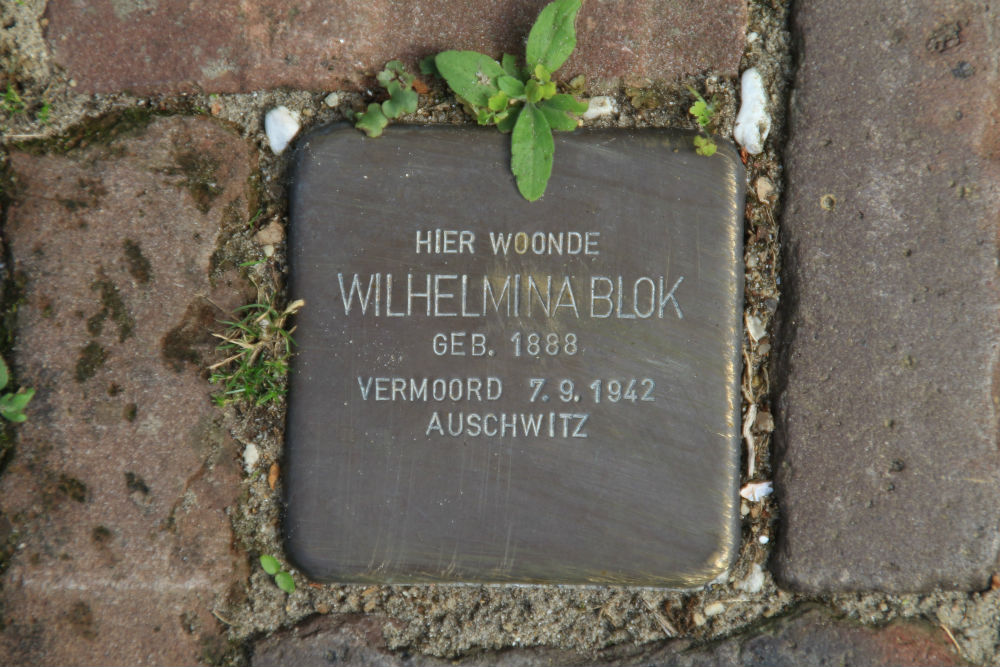 HIER WOONDE
WILHELMINA BLOK
GEB. 1888
VERMOORD 7.9.1942
AUSCHWITZ